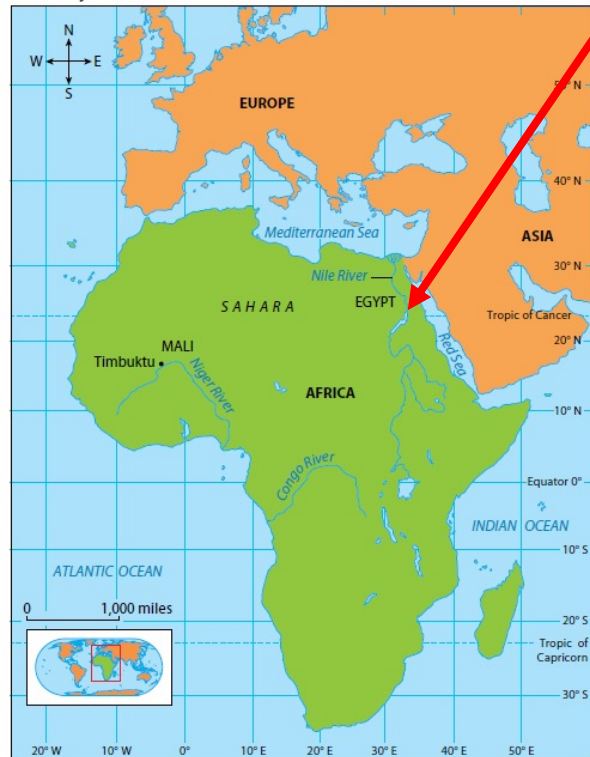 N
W E
S
EUROPE
50° N
40° N
Mediterranean Sea
ASIA
30° N
Nile River
EGYPT
SAHARA
Tropic of Cancer
20° N
Red Sea
MALI
Timbuktu
Niger River
AFRICA
10° N
Congo River
Equator 0°
INDIAN OCEAN
10° S
ATLANTIC OCEAN
0 1,000 miles
20° S
Tropic of
Capricorn
30° S
20° W 10° W 0° 10° E 20° E 30° E 40° E 50° E